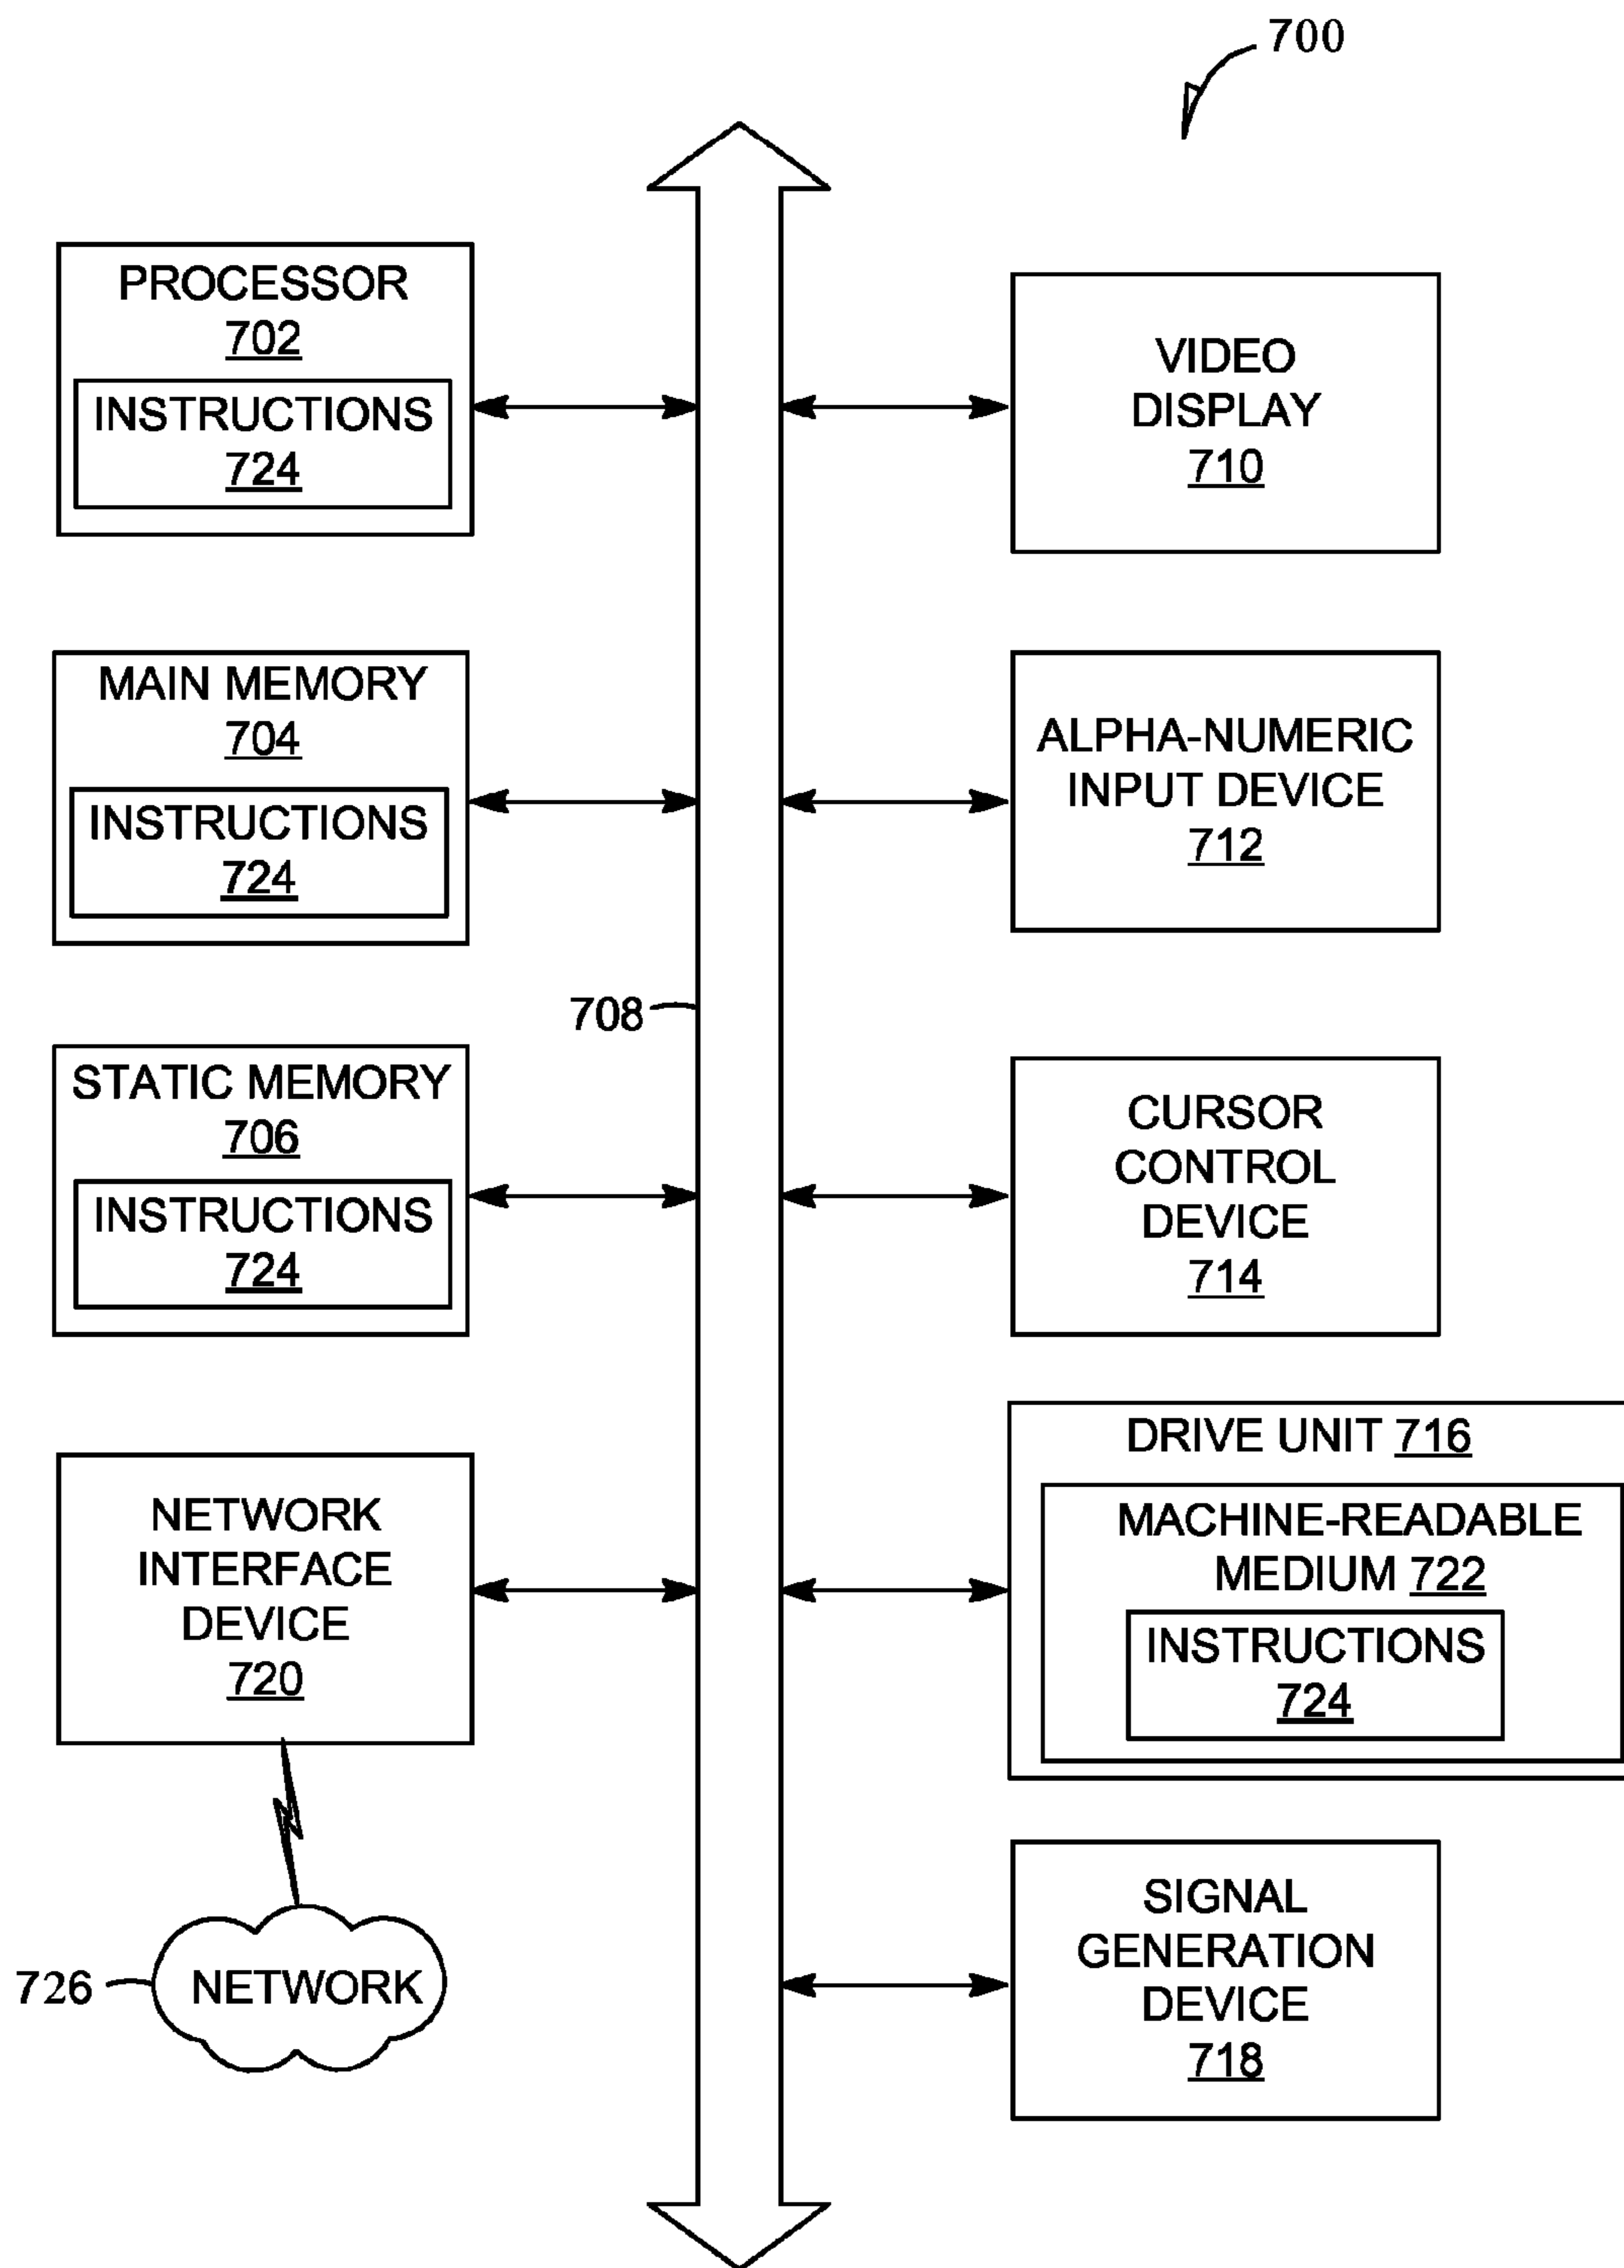 700
PROCESSOR
702
INSTRUCTIONS
724
MAIN MEMORY
704
INSTRUCTIONS
724
708
STATIC MEMORY
706
INSTRUCTIONS
724
NETWORK
INTERFACE
DEVICE
720
726
NETWORK
VIDEO
DISPLAY
710
ALPHA-NUMERIC
INPUT DEVICE
712
CURSOR
CONTROL
DEVICE
714
DRIVE UNIT 716
MACHINE-READABLE
MEDIUM 722
INSTRUCTIONS
724
SIGNAL
GENERATION
DEVICE
718